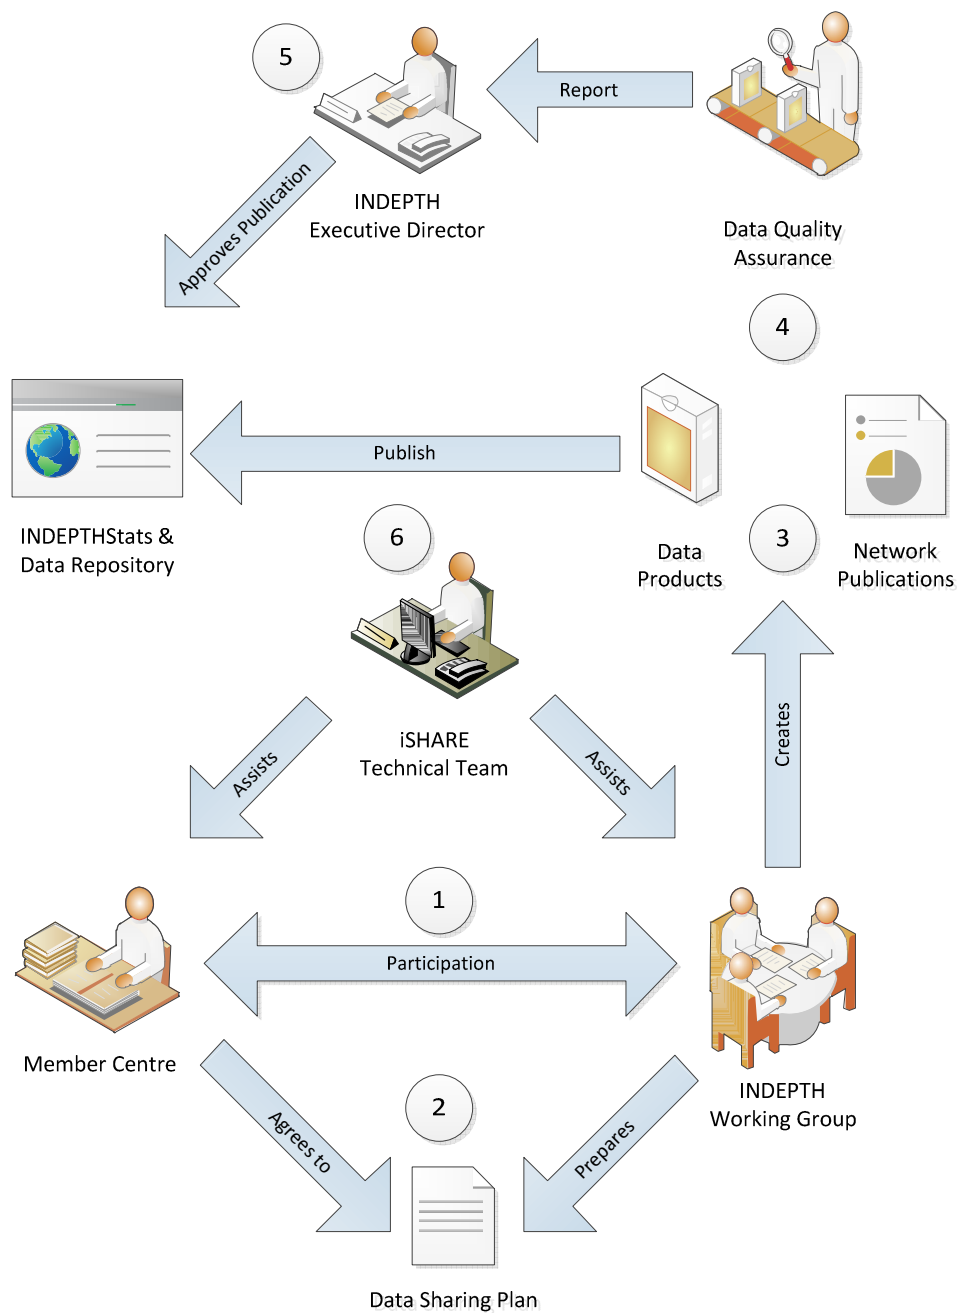 5
Report
INDEPTH
Executive Director
Approves Publication
Data Quality
Assurance
4
Publish
INDEPTHStats &
Data Repository
6
Data
Products
3
Network
Publications
iSHARE
Technical Team
Assists
Assists
Creates
1
Participation
Member Centre
INDEPTH
Working Group
2
Agrees to
Prepares
Data Sharing Plan